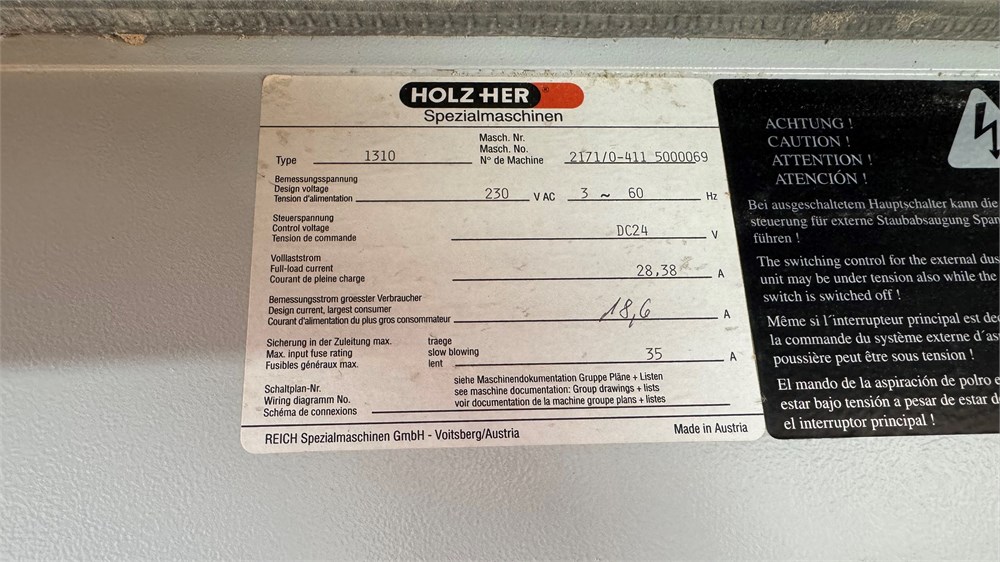 HOLZ-HER®
Spezialmaschinen
Type 1310
Masch. Nr.
Masch. No.
N° de Machine 2171/0-411 5000069
Bemessungsspannung
Design voltage
Tension d'alimentation 230 V AC 3 ~ 60 Hz
Steuerspannung
Control voltage
Tension de commande DC24 V
Volllaststrom
Full-load current
Courant de pleine charge 28,38 A
Bemessungsstrom groesster Verbraucher
Design current, largest consumer
Courant d'alimentation du plus gros consommateur 18,6 A
Sicherung in der Zuleitung max. traege
Max. input fuse rating slow blowing 35 A
Fusibles généraux max. lent
Schaltplan-Nr. siehe Maschinendokumentation Gruppe Pläne + Listen
Wiring diagramm No. see machine documentation: Group drawings + lists
Schéma de connexions voir documentation de la machine groupe plans + listes
REICH Spezialmaschinen GmbH - Voitsberg/Austria Made in Austria
ACHTUNG !
CAUTION !
ATTENTION !
ATENCIÓN !
Bei ausgeschaltetem Hauptschalter kann die
steuerung für externe Staubabsaugung Span
führen !
The switching control for the external dus
unit may be under tension also while the
switch is switched off !
Même si l´interrupteur principal est dé
la commande du système externe d´as
poussière peut être sous tension !
El mando de la aspiración de polro e
estar bajo tensión a pesar de estar d
el interruptor principal !